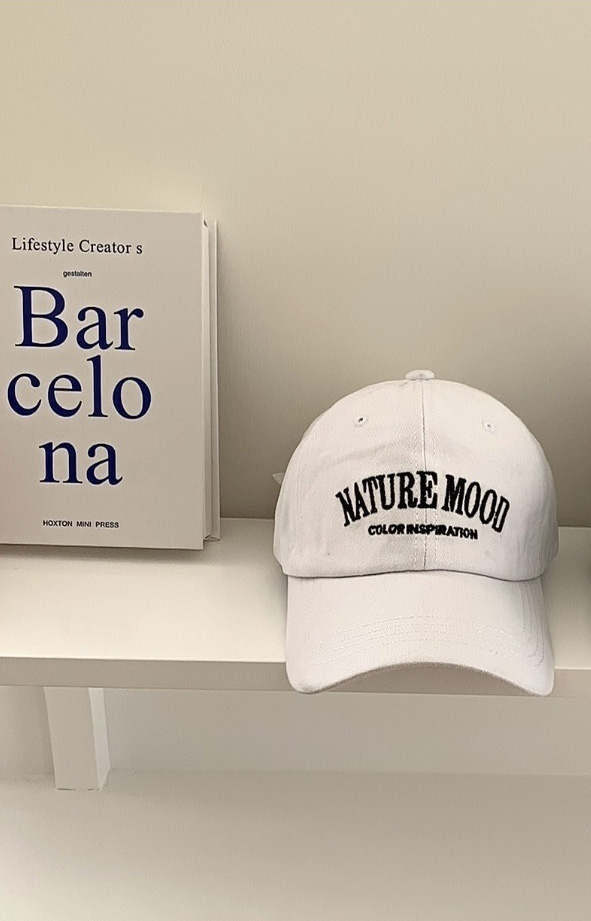 Lifestyle Creator s
gestalten
Bar
celo
na
HOXTON MINI PRESS
NATURE MOOD
COLOR INSPIRATION